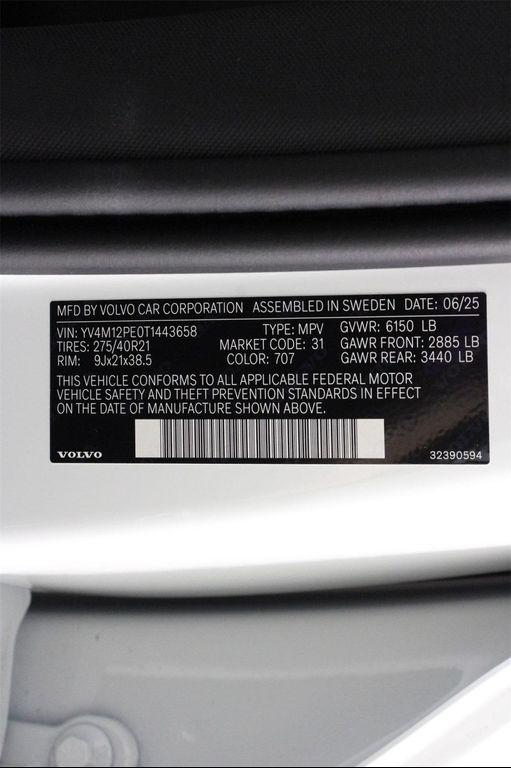 MFD BY VOLVO CAR CORPORATION ASSEMBLED IN SWEDEN DATE: 06/25
VIN: YV4M12PE0T1443658 TYPE: MPV GVWR: 6150 LB
TIRES: 275/40R21 MARKET CODE: 31 GAWR FRONT: 2885 LB
RIM: 9Jx21x38.5 COLOR: 707 GAWR REAR: 3440 LB
THIS VEHICLE CONFORMS TO ALL APPLICABLE FEDERAL MOTOR
VEHICLE SAFETY AND THEFT PREVENTION STANDARDS IN EFFECT
ON THE DATE OF MANUFACTURE SHOWN ABOVE.
VOLVO 32390594